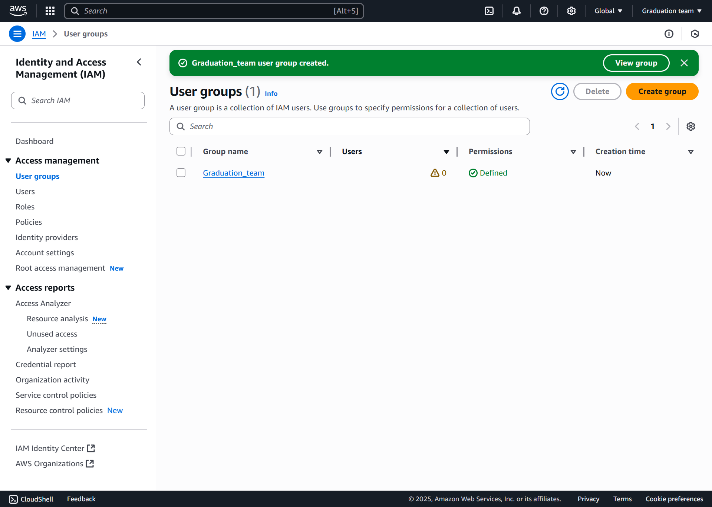 aws
Search [Alt+S]
Global
Graduation team
IAM
User groups
Identity and Access Management (IAM)
Search IAM
Dashboard
Access management
User groups
Users
Roles
Policies
Identity providers
Account settings
Root access management New
Access reports
Access Analyzer
Resource analysis New
Unused access
Analyzer settings
Credential report
Organization activity
Service control policies
Resource control policies New
IAM Identity Center
AWS Organizations
Graduation_team user group created.
View group
User groups (1) Info
Delete
Create group
A user group is a collection of IAM users. Use groups to specify permissions for a collection of users.
Search
1
Group name Users Permissions Creation time
Graduation_team 0 Defined Now
CloudShell Feedback
© 2025, Amazon Web Services, Inc. or its affiliates. Privacy Terms Cookie preferences